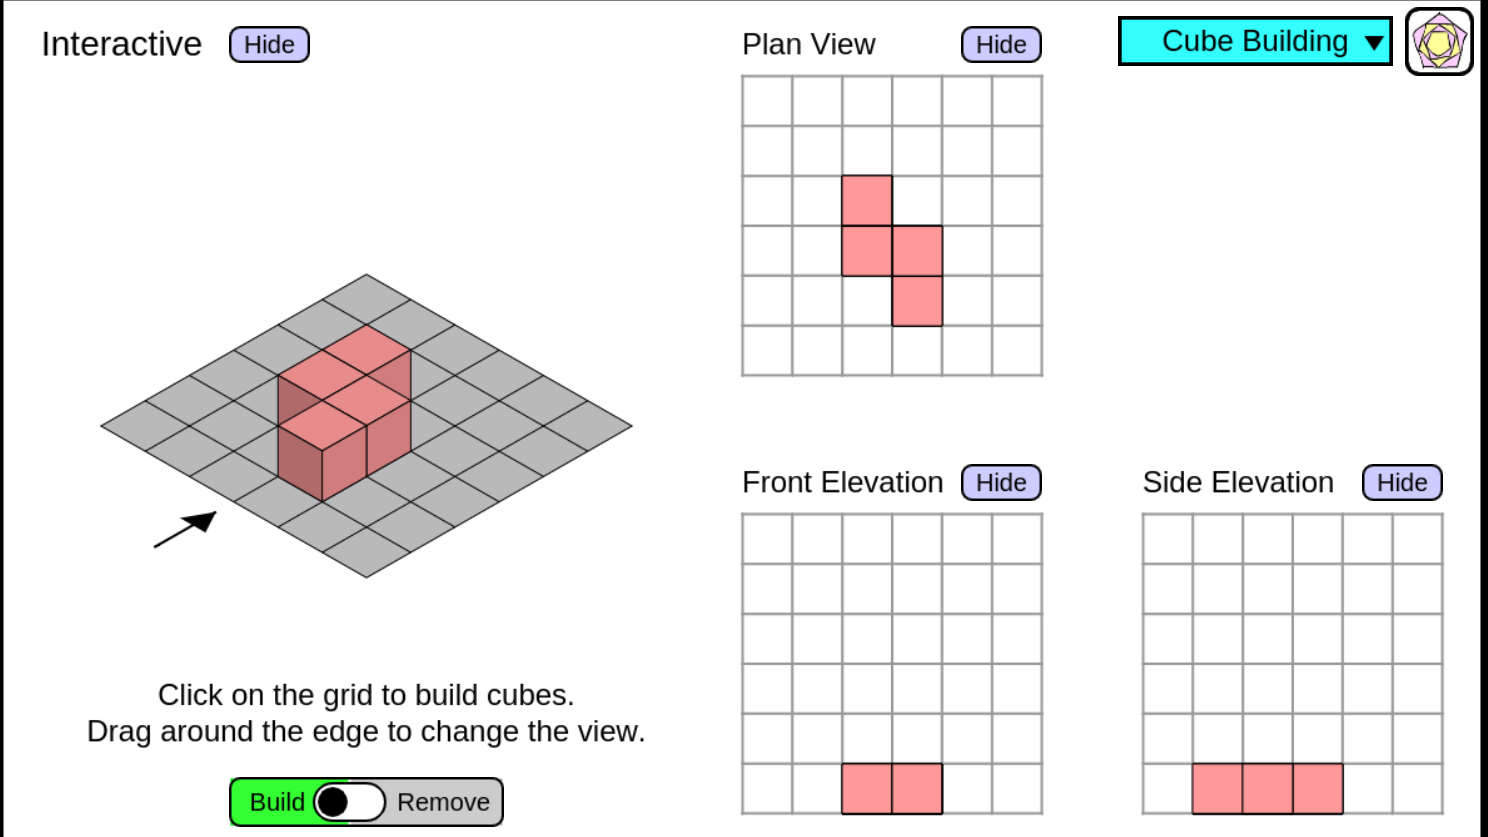 Interactive
Hide
Plan View
Hide
Cube Building
Front Elevation
Hide
Side Elevation
Hide
Click on the grid to build cubes.
Drag around the edge to change the view.
Build
Remove